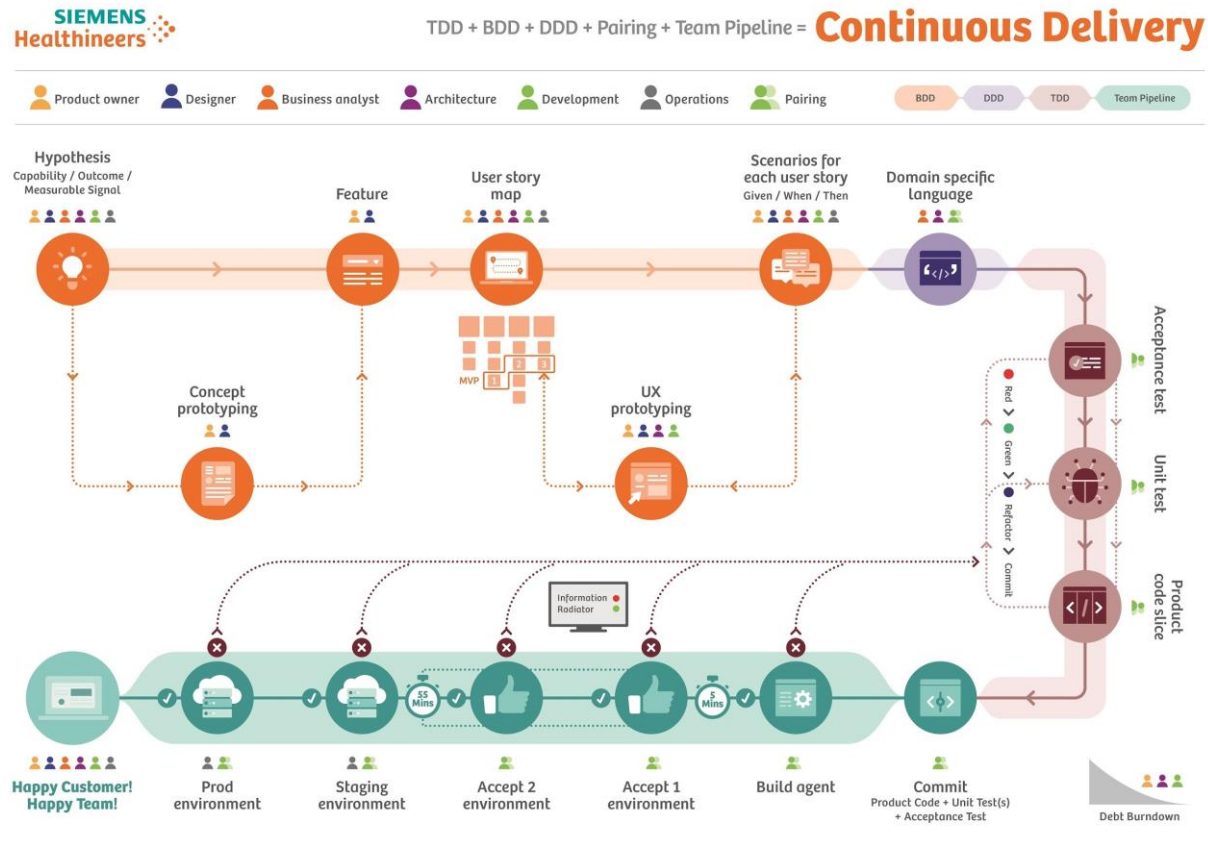 SIEMENS
Healthineers
TDD + BDD + DDD + Pairing + Team Pipeline = Continuous Delivery
Product owner
Designer
Business analyst
Architecture
Development
Operations
Pairing
BDD
DDD
TDD
Team Pipeline
Hypothesis
Capability / Outcome /
Measurable Signal
Feature
User story
map
Scenarios for
each user story
Given / When / Then
Domain specific
language
MVP
1
2
3
Concept
prototyping
UX
prototyping
Acceptance test
Unit test
Product
code slice
Red
Green
Refactor
Commit
Information
Radiator
55
Mins
5
Mins
Happy Customer!
Happy Team!
Prod
environment
Staging
environment
Accept 2
environment
Accept 1
environment
Build agent
Commit
Product Code + Unit Test(s)
+ Acceptance Test
Debt Burndown